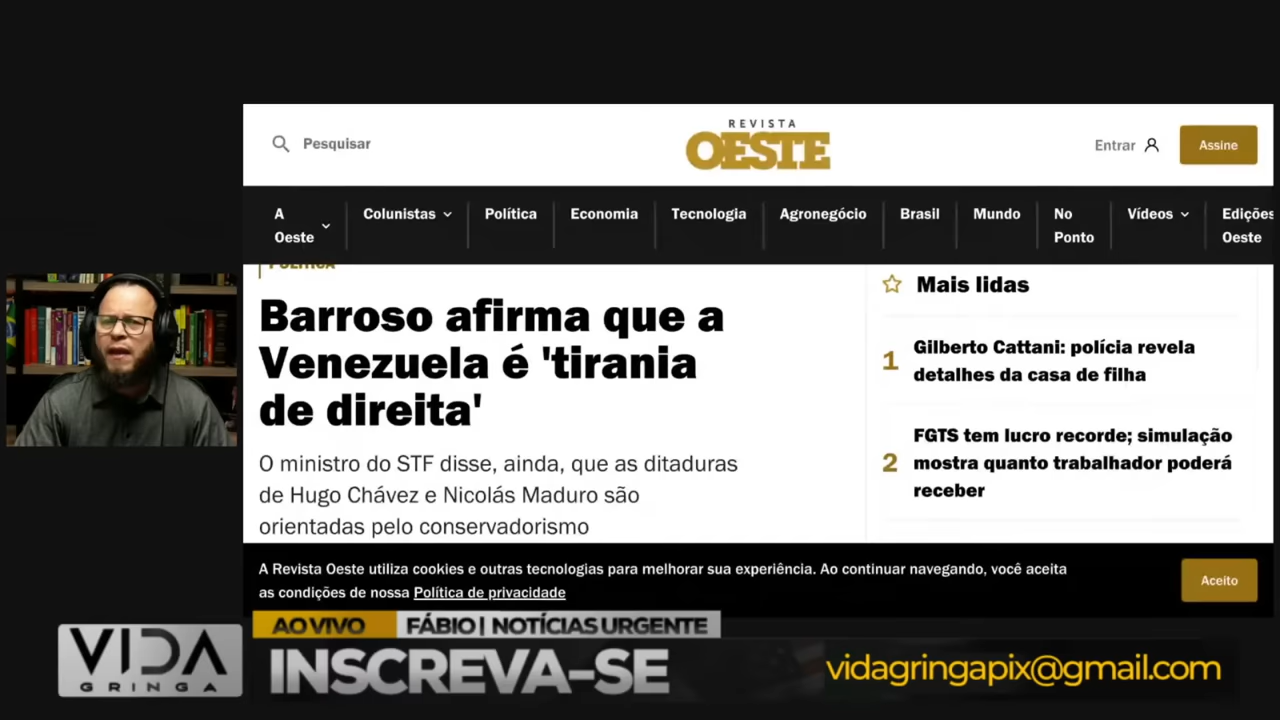 Pesquisar
REVISTA
OESTE
Entrar
Assine
A
Oeste
Colunistas
Política
Economia
Tecnologia
Agronegócio
Brasil
Mundo
No
Ponto
Vídeos
Edições
Oeste
POLÍTICA
Barroso afirma que a
Venezuela é 'tirania
de direita'
O ministro do STF disse, ainda, que as ditaduras
de Hugo Chávez e Nicolás Maduro são
orientadas pelo conservadorismo
Mais lidas
1
Gilberto Cattani: polícia revela
detalhes da casa de filha
2
FGTS tem lucro recorde; simulação
mostra quanto trabalhador poderá
receber
A Revista Oeste utiliza cookies e outras tecnologias para melhorar sua experiência. Ao continuar navegando, você aceita
as condições de nossa Política de privacidade
Aceito
AO VIVO
FÁBIO | NOTÍCIAS URGENTE
VIDA
GRINGA
INSCREVA-SE
vidagringapix@gmail.com